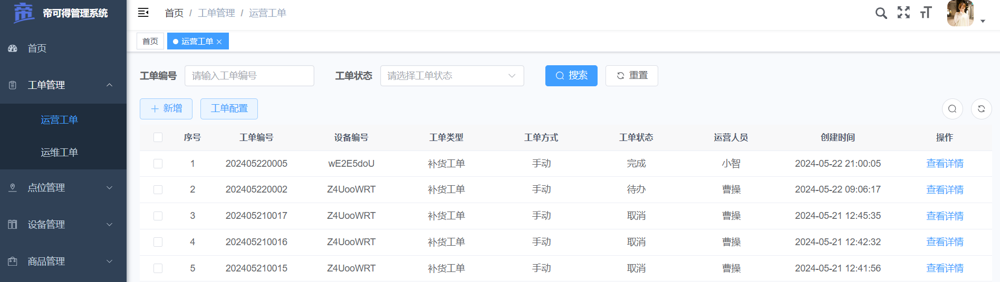 帝可得管理系统
首页
工单管理
运营工单
运维工单
点位管理
设备管理
商品管理
首页 / 工单管理 / 运营工单
首页 运营工单
工单编号 请输入工单编号 工单状态 请选择工单状态 搜索 重置
新增 工单配置
序号 工单编号 设备编号 工单类型 工单方式 工单状态 运营人员 创建时间 操作
1 202405220005 wE2E5doU 补货工单 手动 完成 小智 2024-05-22 21:00:05 查看详情
2 202405220002 Z4UooWRT 补货工单 手动 待办 曹操 2024-05-22 09:06:17 查看详情
3 202405210017 Z4UooWRT 补货工单 手动 取消 曹操 2024-05-21 12:45:35 查看详情
4 202405210016 Z4UooWRT 补货工单 手动 取消 曹操 2024-05-21 12:42:32 查看详情
5 202405210015 Z4UooWRT 补货工单 手动 取消 曹操 2024-05-21 12:41:56 查看详情